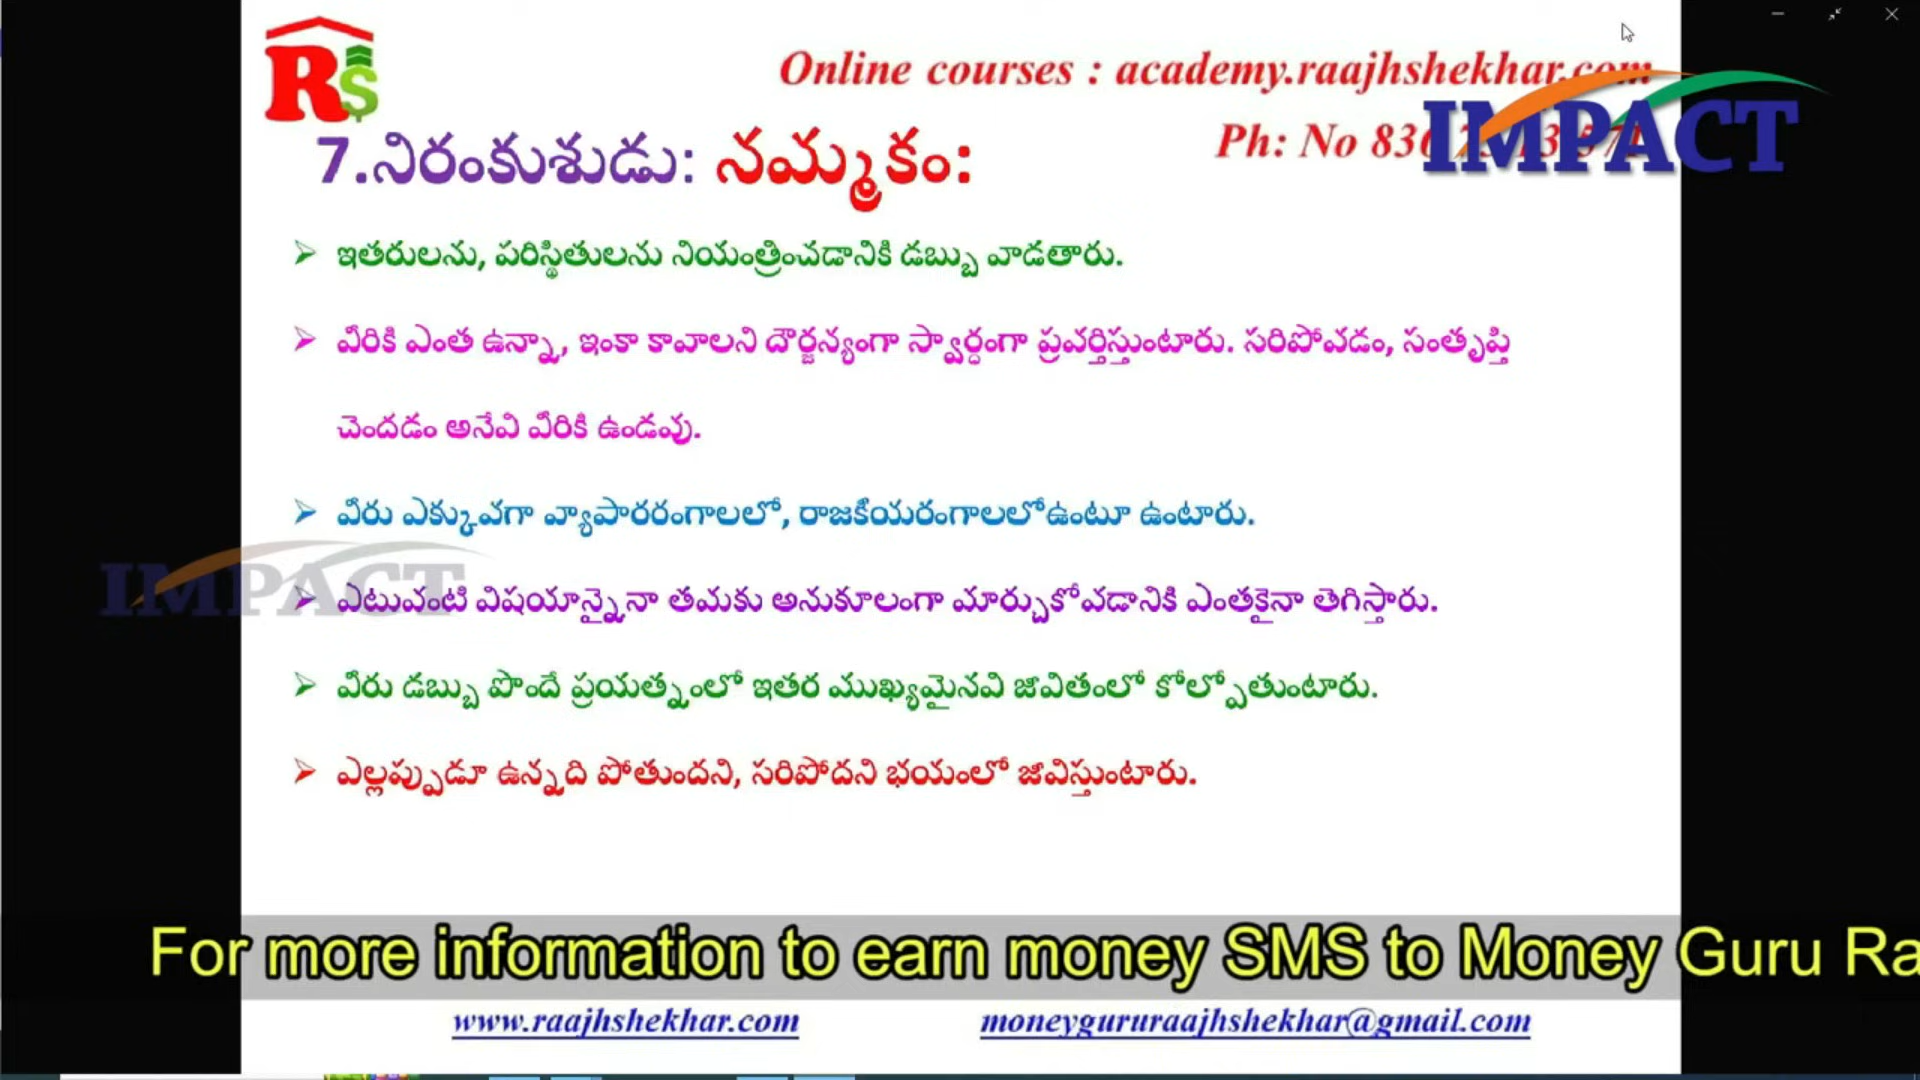 RS
Online courses : academy.raajhshekhar.com
IMPACT
Ph: No
7.నిరంకుశుడు: నమ్మకం:
➢ ఇతరులను, పరిస్థితులను నియంత్రించడానికి డబ్బు వాడతారు.
➢ వీరికి ఎంత ఉన్నా, ఇంకా కావాలని దౌర్జన్యంగా స్వార్ధంగా ప్రవర్తిస్తుంటారు. సరిపోవడం, సంతృప్తి
చెందడం అనేవి వీరికి ఉండవు.
➢ వీరు ఎక్కువగా వ్యాపారరంగాలలో, రాజకీయరంగాలలోఉంటూ ఉంటారు.
IMPACT
➢ ఎటువంటి విషయాన్నైనా తమకు అనుకూలంగా మార్చుకోవడానికి ఎంతకైనా తెగిస్తారు.
➢ వీరు డబ్బు పొందే ప్రయత్నంలో ఇతర ముఖ్యమైనవి జీవితంలో కోల్పోతుంటారు.
➢ ఎల్లప్పుడూ ఉన్నది పోతుందని, సరిపోదని భయంలో జీవిస్తుంటారు.
For more information to earn money SMS to Money Guru Ra
www.raajhshekhar.com
moneygururaajhshekhar@gmail.com